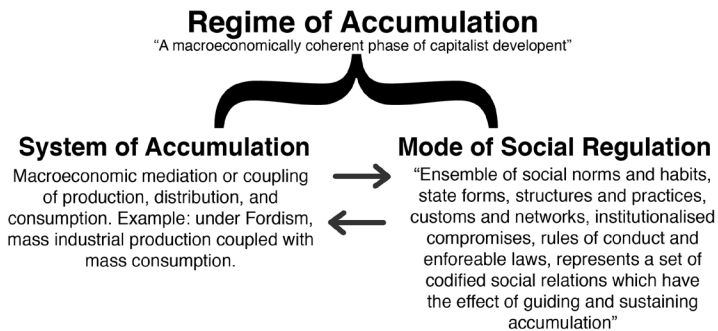 Regime of Accumulation
“A macroeconomically coherent phase of capitalist developent”
System of Accumulation
Macroeconomic mediation or coupling
of production, distribution, and
consumption. Example: under Fordism,
mass industrial production coupled with
mass consumption.
Mode of Social Regulation
“Ensemble of social norms and habits,
state forms, structures and practices,
customs and networks, institutionalised
compromises, rules of conduct and
enforeable laws, represents a set of
codified social relations which have
the effect of guiding and sustaining
accumulation”